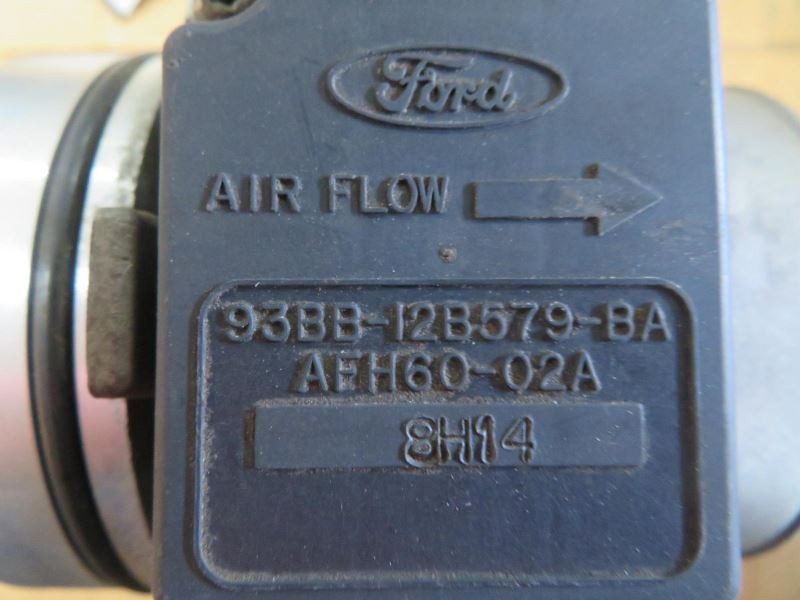 Ford
AIR FLOW
93BB-12B579-BA
AFH60-02A
8H14